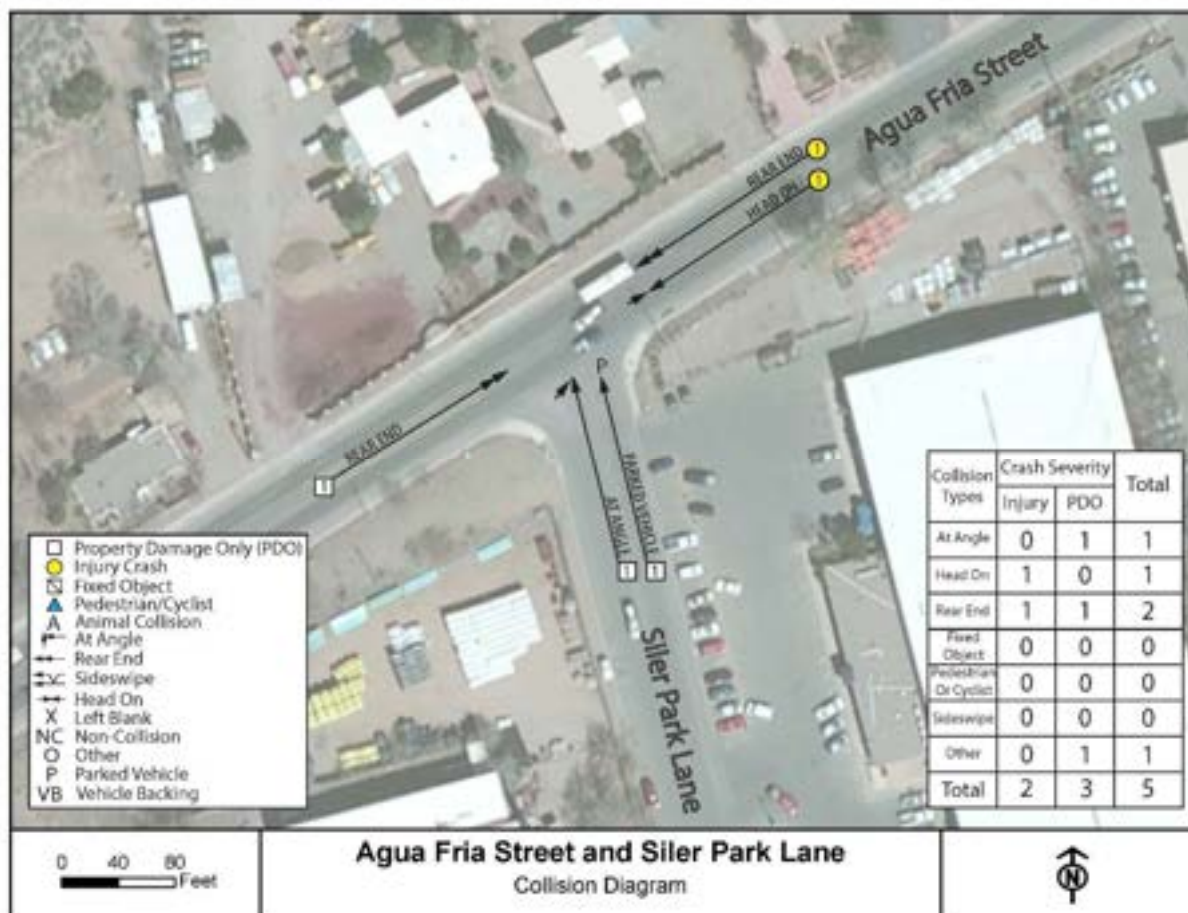 Agua Fria Street
REAR END
1
HEAD ON
1
P
REAR END
1
AT ANGLE
1
PARKED VEHICLE
1
Siler Park Lane
Property Damage Only (PDO)
Injury Crash
Fixed Object
Pedestrian/Cyclist
A Animal Collision
At Angle
Rear End
Sideswipe
Head On
X Left Blank
NC Non-Collision
O Other
P Parked Vehicle
VB Vehicle Backing
Collision Types Crash Severity Total
Injury PDO
At Angle 0 1 1
Head On 1 0 1
Rear End 1 1 2
Fixed Object 0 0 0
Pedestrian Or Cyclist 0 0 0
Sideswipe 0 0 0
Other 0 1 1
Total 2 3 5
0 40 80
Feet
Agua Fria Street and Siler Park Lane
Collision Diagram
N